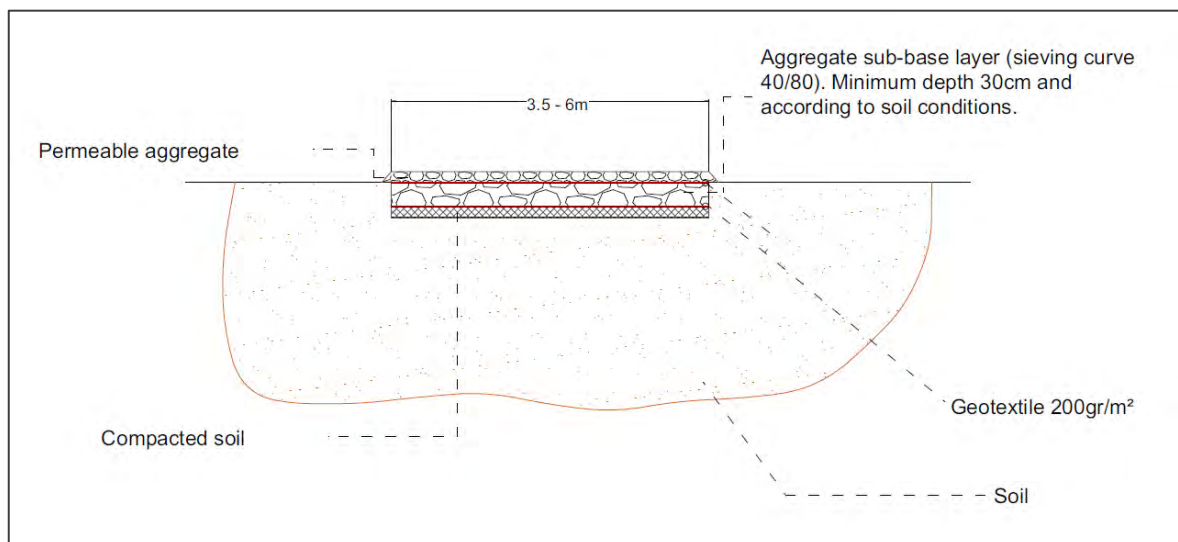 Aggregate sub-base layer (sieving curve
40/80). Minimum depth 30cm and
according to soil conditions.
3.5 - 6m
Permeable aggregate
Geotextile 200gr/m²
Compacted soil
Soil